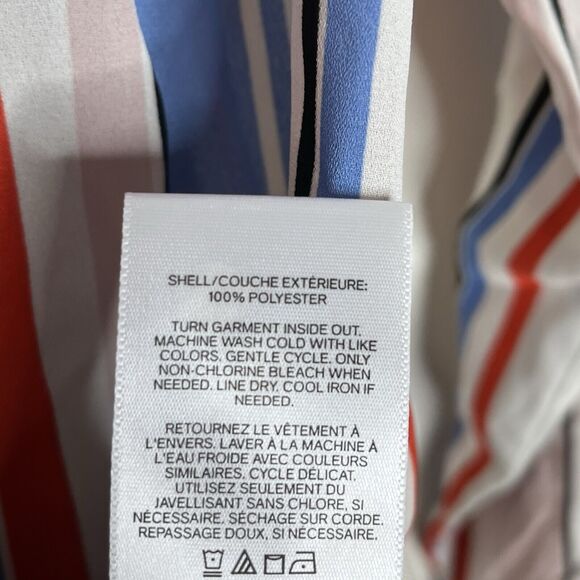 SHELL/COUCHE EXTÉRIEURE:
100% POLYESTER
TURN GARMENT INSIDE OUT.
MACHINE WASH COLD WITH LIKE
COLORS. GENTLE CYCLE. ONLY
NON-CHLORINE BLEACH WHEN
NEEDED. LINE DRY. COOL IRON IF
NEEDED.
RETOURNEZ LE VÊTEMENT À
L'ENVERS. LAVER À LA MACHINE À
L'EAU FROIDE AVEC COULEURS
SIMILAIRES. CYCLE DÉLICAT.
UTILISEZ SEULEMENT DU
JAVELLISANT SANS CHLORE, SI
NÉCESSAIRE. SÉCHAGE SUR CORDE.
REPASSAGE DOUX, SI NÉCESSAIRE.